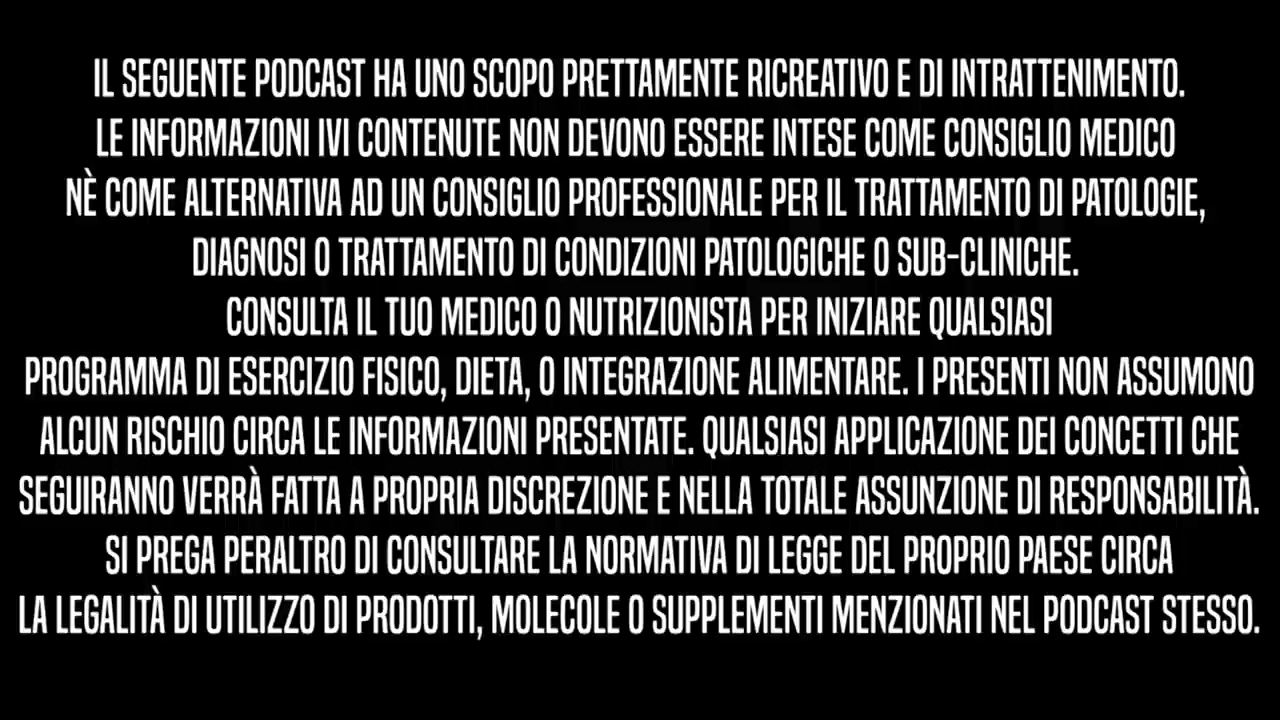 IL SEGUENTE PODCAST HA UNO SCOPO PRETTAMENTE RICREATIVO E DI INTRATTENIMENTO.
LE INFORMAZIONI IVI CONTENUTE NON DEVONO ESSERE INTESE COME CONSIGLIO MEDICO
NÈ COME ALTERNATIVA AD UN CONSIGLIO PROFESSIONALE PER IL TRATTAMENTO DI PATOLOGIE,
DIAGNOSI O TRATTAMENTO DI CONDIZIONI PATOLOGICHE O SUB-CLINICHE.
CONSULTA IL TUO MEDICO O NUTRIZIONISTA PER INIZIARE QUALSIASI
PROGRAMMA DI ESERCIZIO FISICO, DIETA, O INTEGRAZIONE ALIMENTARE. I PRESENTI NON ASSUMONO
ALCUN RISCHIO CIRCA LE INFORMAZIONI PRESENTATE. QUALSIASI APPLICAZIONE DEI CONCETTI CHE
SEGUIRANNO VERRÀ FATTA A PROPRIA DISCREZIONE E NELLA TOTALE ASSUNZIONE DI RESPONSABILITÀ.
SI PREGA PERALTRO DI CONSULTARE LA NORMATIVA DI LEGGE DEL PROPRIO PAESE CIRCA
LA LEGALITÀ DI UTILIZZO DI PRODOTTI, MOLECOLE O SUPPLEMENTI MENZIONATI NEL PODCAST STESSO.